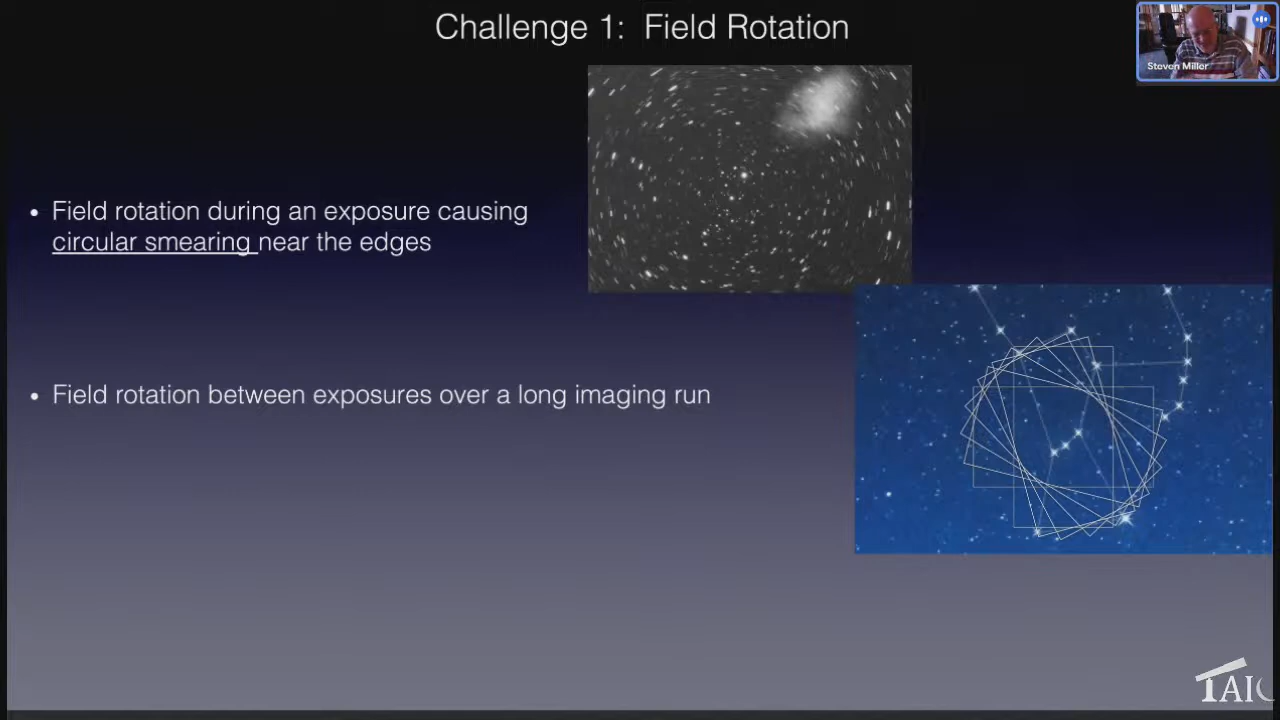 Challenge 1: Field Rotation
Steven Miller
• Field rotation during an exposure causing
circular smearing near the edges
• Field rotation between exposures over a long imaging run
TAIC